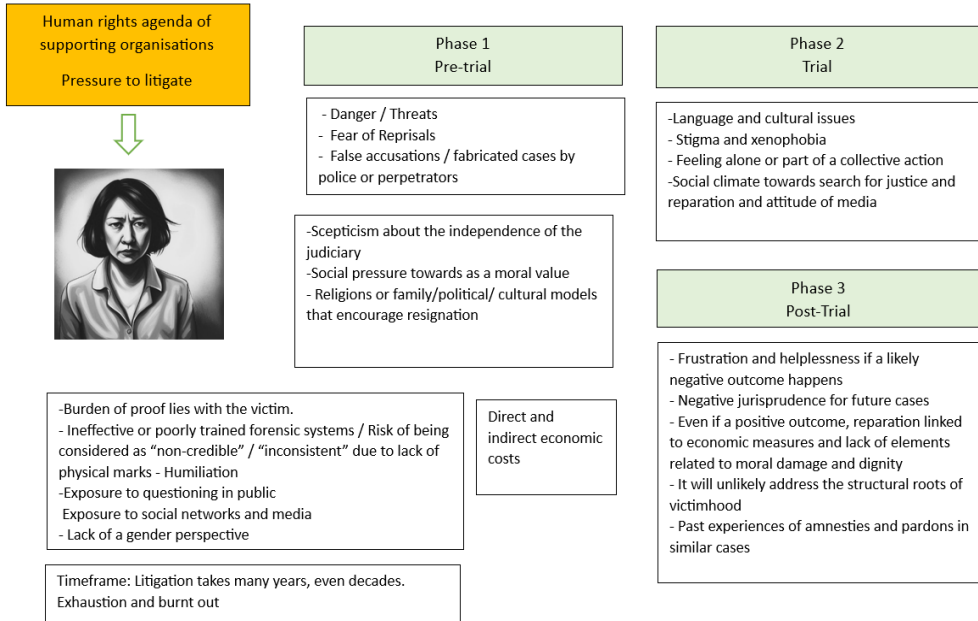 Human rights agenda of
supporting organisations
Pressure to litigate
Phase 1
Pre-trial
- Danger / Threats
- Fear of Reprisals
- False accusations / fabricated cases by
police or perpetrators
-Scepticism about the independence of the
judiciary
-Social pressure towards as a moral value
- Religions or family/political/ cultural models
that encourage resignation
Phase 2
Trial
-Language and cultural issues
- Stigma and xenophobia
- Feeling alone or part of a collective action
-Social climate towards search for justice and
reparation and attitude of media
Phase 3
Post-Trial
- Frustration and helplessness if a likely
negative outcome happens
- Negative jurisprudence for future cases
- Even if a positive outcome, reparation linked
to economic measures and lack of elements
related to moral damage and dignity
- It will unlikely address the structural roots of
victimhood
- Past experiences of amnesties and pardons in
similar cases
-Burden of proof lies with the victim.
- Ineffective or poorly trained forensic systems / Risk of being
considered as “non-credible” / “inconsistent” due to lack of
physical marks - Humiliation
-Exposure to questioning in public
Exposure to social networks and media
- Lack of a gender perspective
Direct and
indirect economic
costs
Timeframe: Litigation takes many years, even decades.
Exhaustion and burnt out